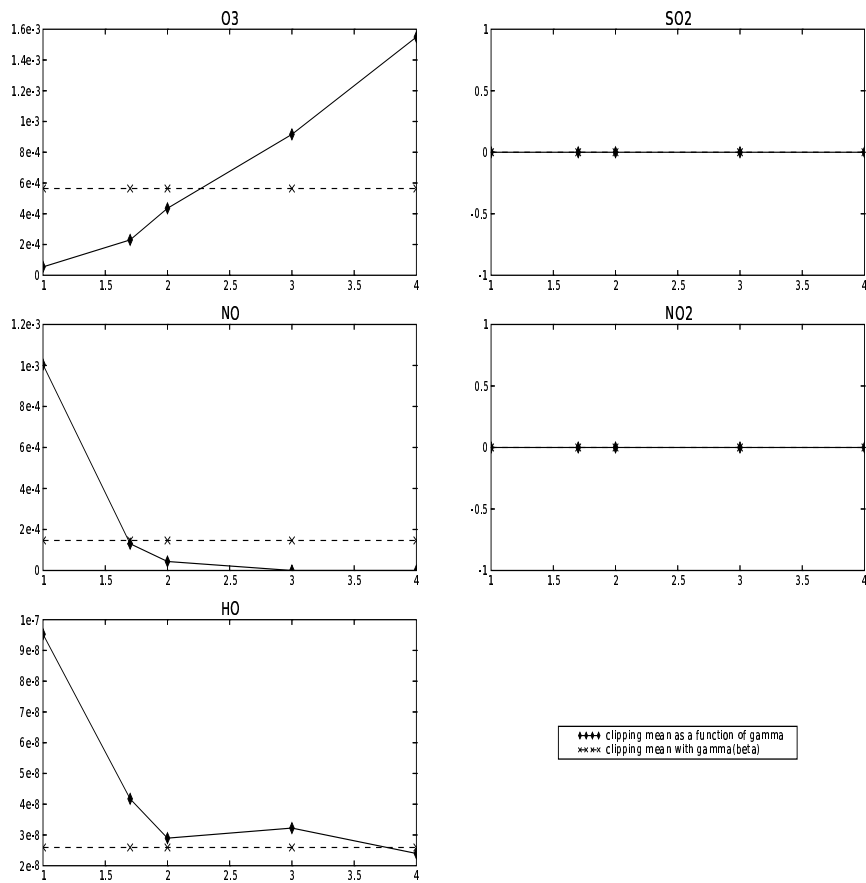 O3
1.6e-3
1.4e-3
1.2e-3
1e-3
8e-4
6e-4
4e-4
2e-4
0
1 1.5 2 2.5 3 3.5 4
SO2
1
0.5
0
-0.5
-1
1 1.5 2 2.5 3 3.5 4
NO
1.2e-3
1e-3
8e-4
6e-4
4e-4
2e-4
0
1 1.5 2 2.5 3 3.5 4
NO2
1
0.5
0
-0.5
-1
1 1.5 2 2.5 3 3.5 4
HO
1e-7
9e-8
8e-8
7e-8
6e-8
5e-8
4e-8
3e-8
2e-8
1 1.5 2 2.5 3 3.5 4
clipping mean as a function of gamma
clipping mean with gamma(beta)